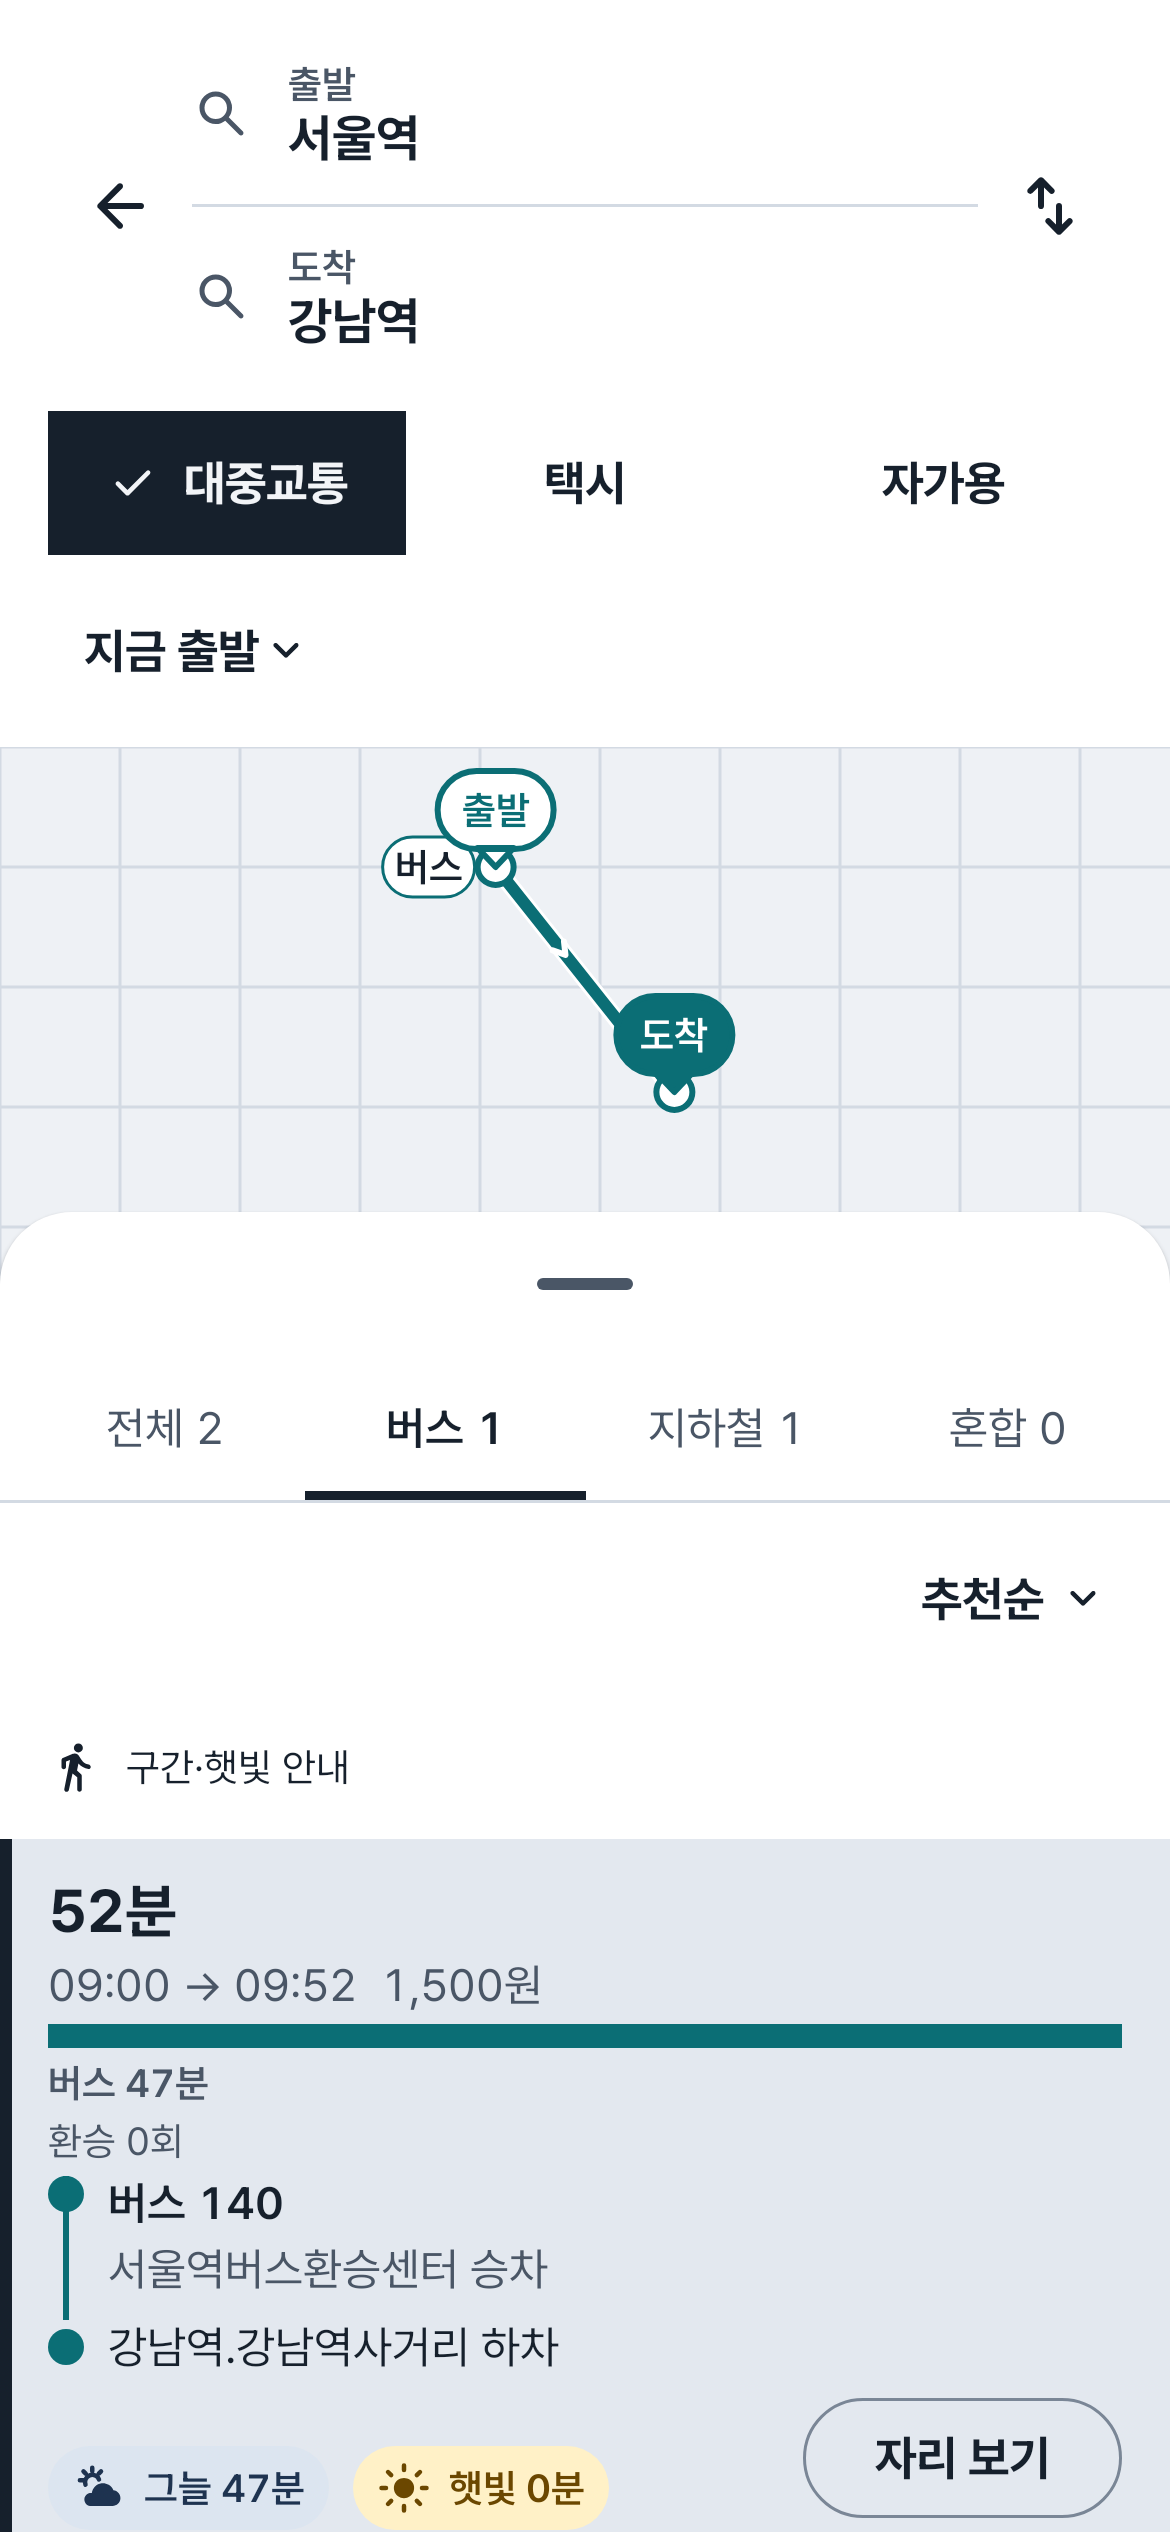 출발
서울역
도착
강남역
대중교통 택시 자가용
지금 출발
출발
버스
도착
전체 2 버스 1 지하철 1 혼합 0
추천순
구간·햇빛 안내
52분
09:00 → 09:52 1,500원
버스 47분
환승 0회
버스 140
서울역버스환승센터 승차
강남역.강남역사거리 하차
자리 보기
그늘 47분 햇빛 0분